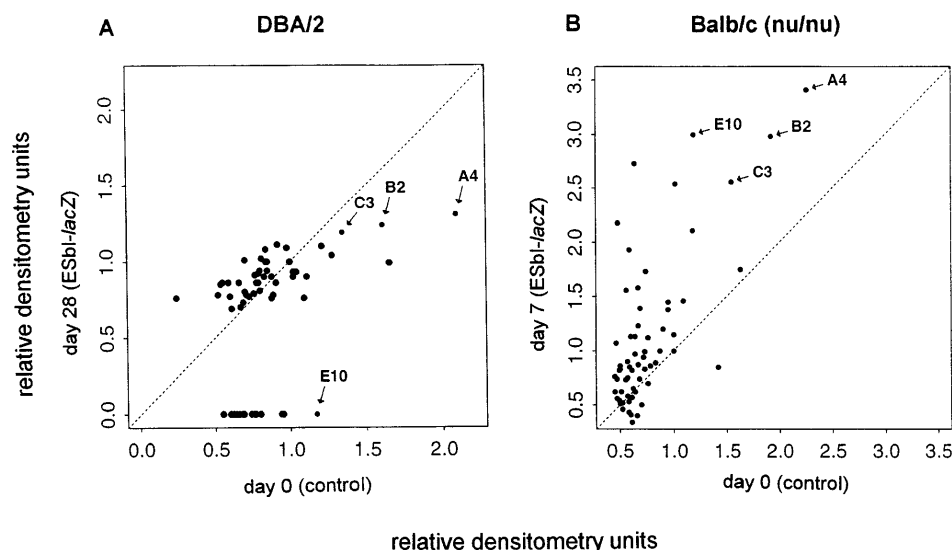 A
DBA/2
relative densitometry units
day 28 (ESbl-lacZ)
2.0
1.5
1.0
0.5
0.0
A4
B2
C3
E10
0.0
0.5
1.0
1.5
2.0
day 0 (control)
B
Balb/c (nu/nu)
day 7 (ESbl-lacZ)
3.5
3.0
2.5
2.0
1.5
1.0
0.5
A4
E10
B2
C3
0.5
1.0
1.5
2.0
2.5
3.0
3.5
day 0 (control)
relative densitometry units